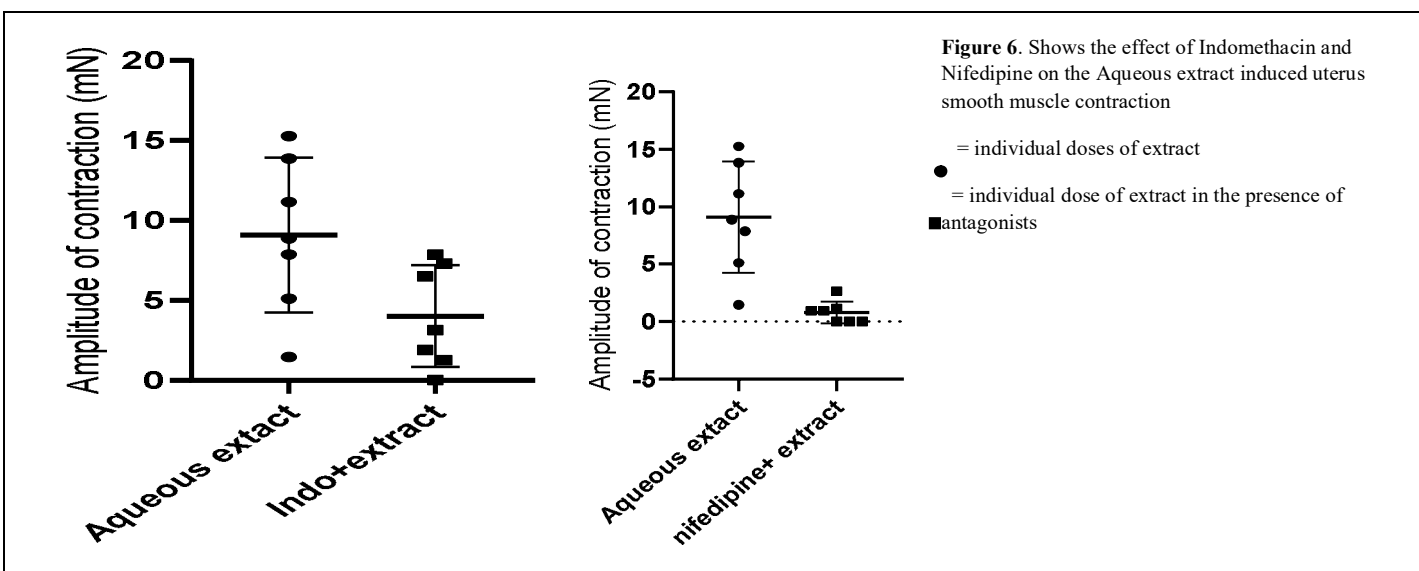 Amplitude of contraction (mN)
20
15
10
5
0
Aqueous extact
Indo+extract
Amplitude of contraction (mN)
20
15
10
5
0
-5
Aqueous extact
nifedipine+ extract
Figure 6. Shows the effect of Indomethacin and
Nifedipine on the Aqueous extract induced uterus
smooth muscle contraction
= individual doses of extract
= individual dose of extract in the presence of
antagonists